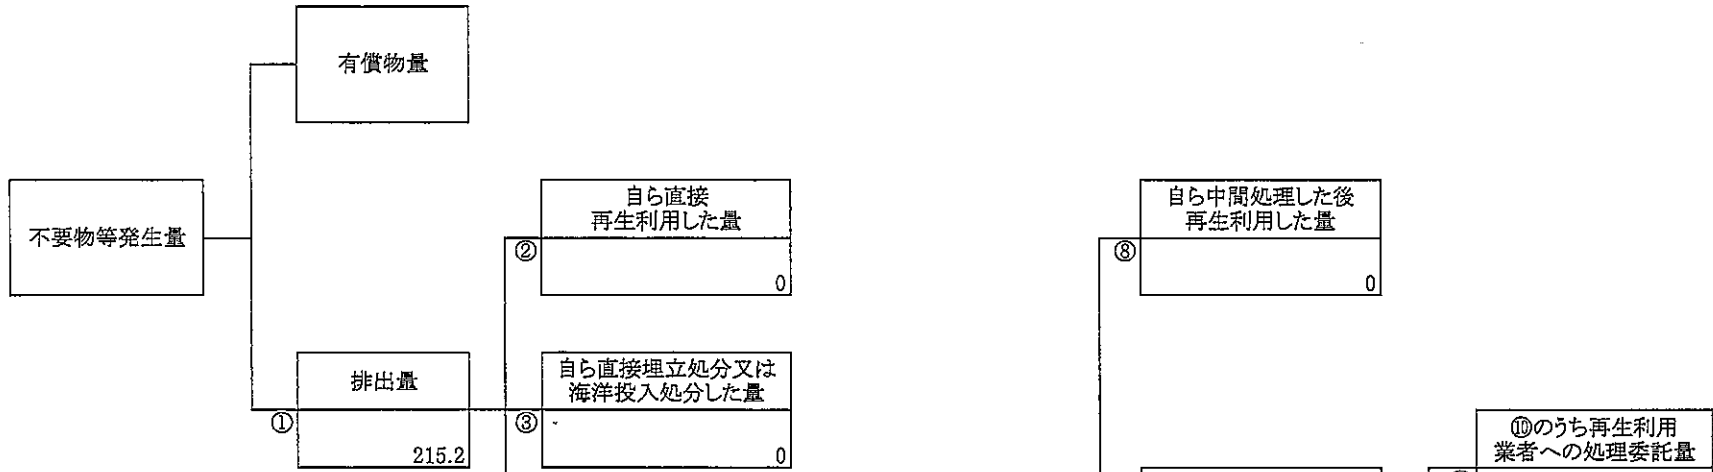 有償物量
不要物等発生量
自ら直接
再生利用した量
②
0
自ら中間処理した後
再生利用した量
⑧
0
排出量
①
215.2
自ら直接埋立処分又は
海洋投入処分した量
③
0
⑩のうち再生利用
業者への処理委託量